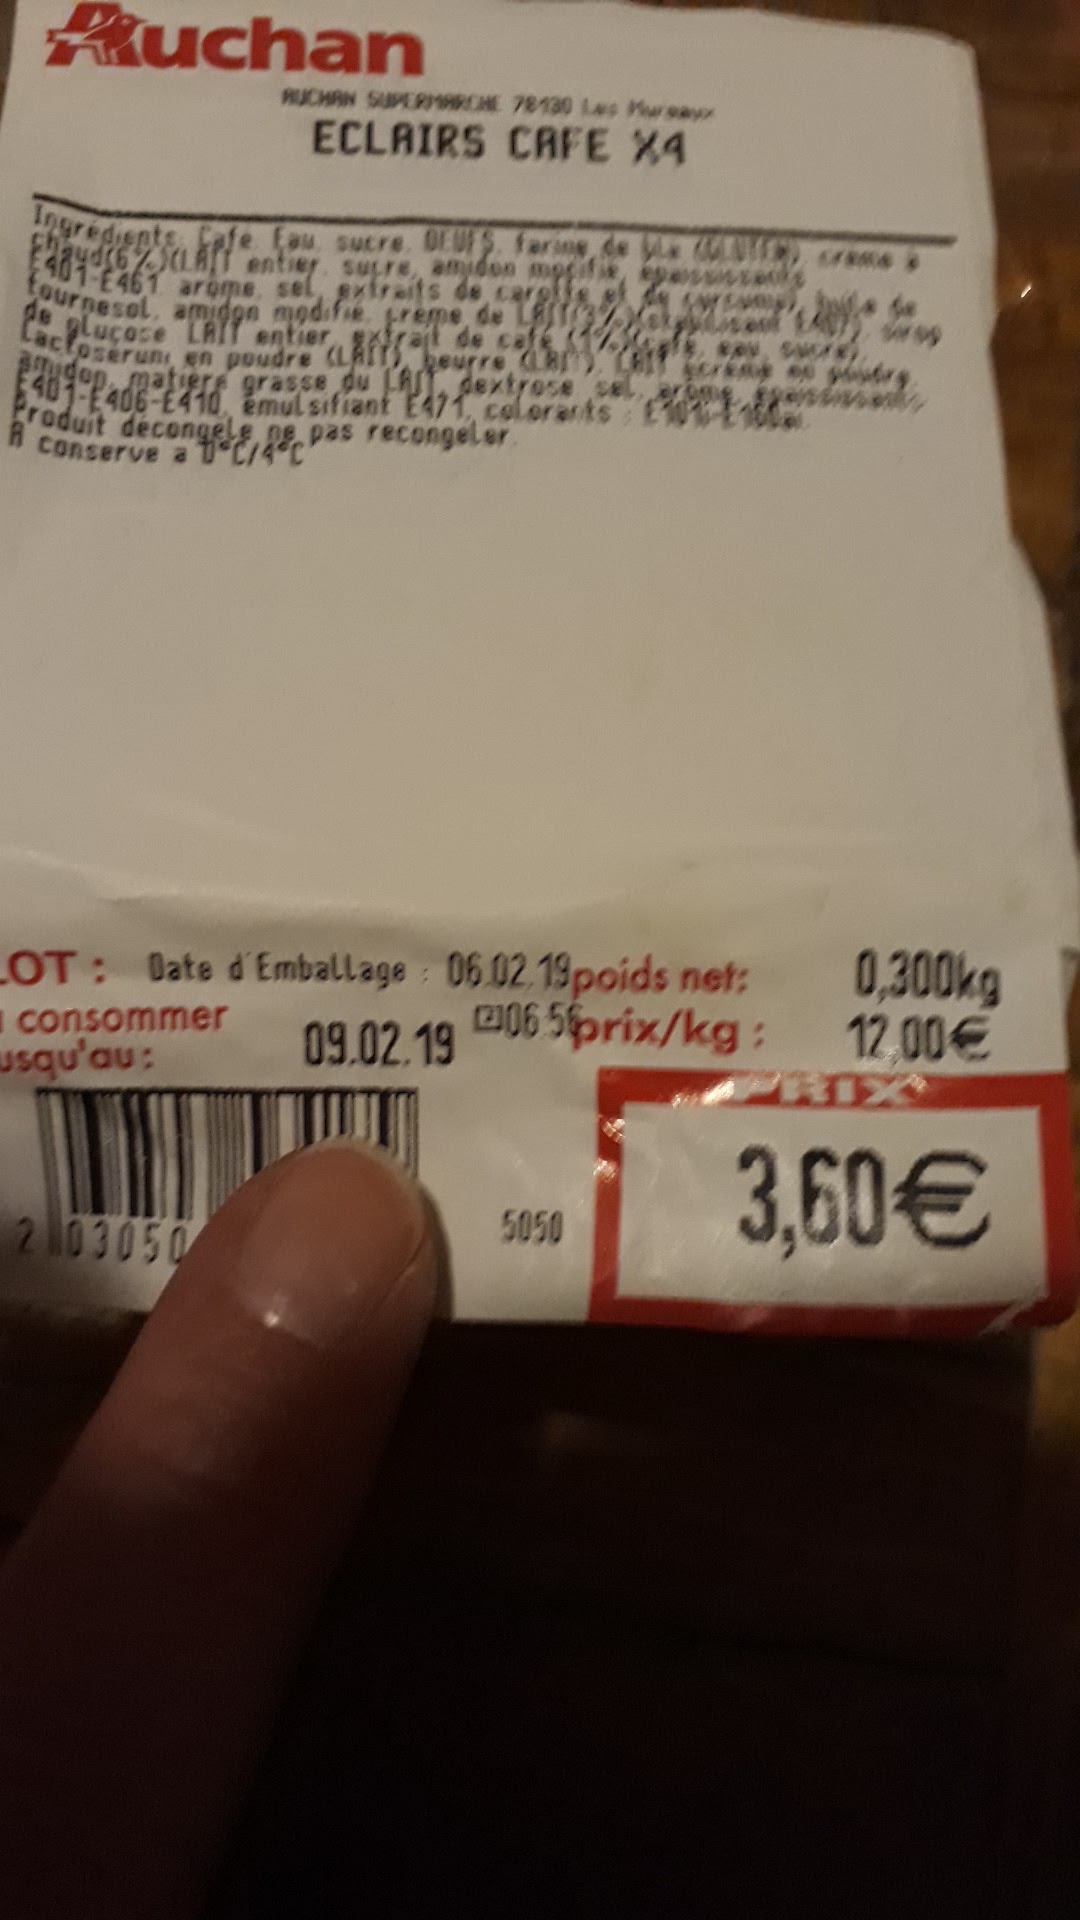 Auchan
AUCHAN SUPERMARCHE 78130 Les Mureaux
ECLAIRS CAFE X4
Ingrédients: Cafe. Eau, sucre, OEUFS, farine de ble (GLUTEN), creme a
chaud(6%)(LAIT entier, sucre, amidon modifie, epaississants
E401-E461, arome, sel, extraits de carotte et de curcuma), huile de
tournesol, amidon modifie, creme de LAIT(3%)(stabilisant E407), sirop
de glucose LAIT entier, extrait de cafe (1%)(cafe, eau, sucre),
Lactoserum en poudre (LAIT), beurre (LAIT), LAIT ecreme en poudre,
amidon, matiere grasse du LAIT, dextrose sel, arome, epaississants
E401-E406-E410, emulsifiant E471, colorants :
Produit decongele ne pas recongeler.
A conserve a 0°C/4°C
LOT : Date d'Emballage : 06.02.19 poids net: 0,300kg
consommer 09.02.19 06:56 prix/kg : 12,00€
usqu'au :
PRIX
3,60€
2 03050 5050